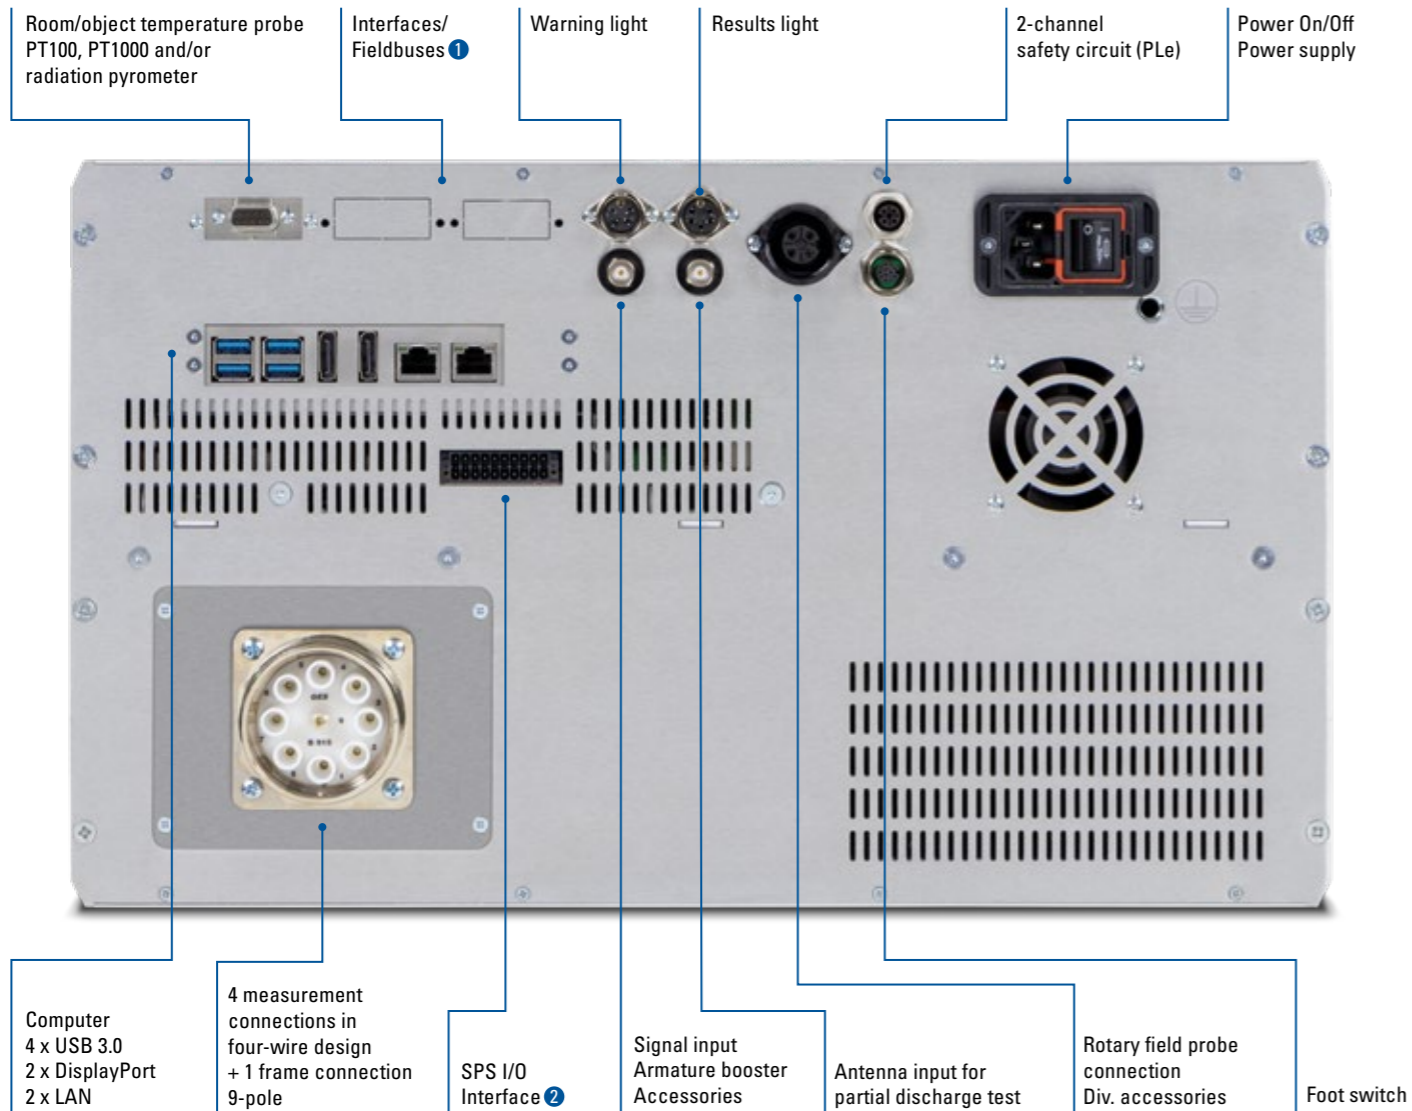 Room/object temperature probe
PT100, PT1000 and/or
radiation pyrometer
Interfaces/
Fieldbuses 1
Warning light
Results light
2-channel
safety circuit (PLe)
Power On/Off
Power supply
Computer
4 x USB 3.0
2 x DisplayPort
2 x LAN
4 measurement
connections in
four-wire design
+ 1 frame connection
9-pole
SPS I/O
Interface 2
Signal input
Armature booster
Accessories
Antenna input for
partial discharge test
Rotary field probe
connection
Div. accessories
Foot switch